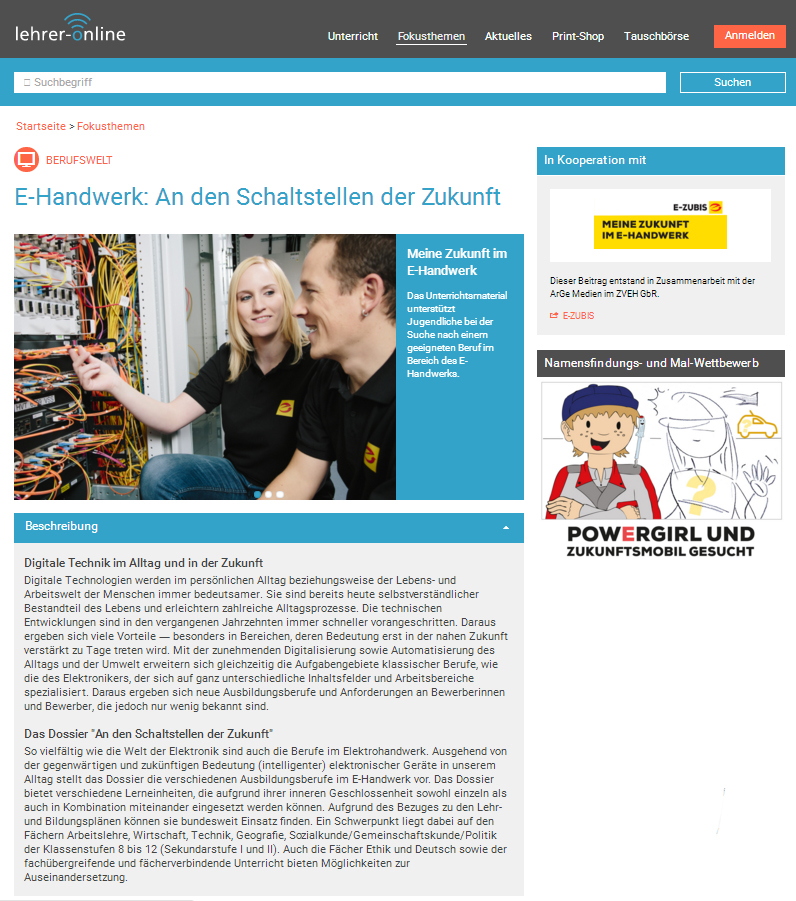 lehrer-online
Unterricht
Fokusthemen
Aktuelles
Print-Shop
Tauschbörse
Anmelden
Suchbegriff
Suchen
Startseite > Fokusthemen
BERUFSWELT
E-Handwerk: An den Schaltstellen der Zukunft
Meine Zukunft im
E-Handwerk
Das Unterrichtsmaterial
unterstützt
Jugendliche bei der
Suche nach einem
geeigneten Beruf im
Bereich des E-
Handwerks.
Beschreibung
Digitale Technik im Alltag und in der Zukunft
Digitale Technologien werden im persönlichen Alltag beziehungsweise der Lebens- und
Arbeitswelt der Menschen immer bedeutsamer. Sie sind bereits heute selbstverständlicher
Bestandteil des Lebens und erleichtern zahlreiche Alltagsprozesse. Die technischen
Entwicklungen sind in den vergangenen Jahrzehnten immer schneller vorangeschritten. Daraus
ergeben sich viele Vorteile — besonders in Bereichen, deren Bedeutung erst in der nahen Zukunft
verstärkt zu Tage treten wird. Mit der zunehmenden Digitalisierung sowie Automatisierung des
Alltags und der Umwelt erweitern sich gleichzeitig die Aufgabengebiete klassischer Berufe, wie
die des Elektronikers, der sich auf ganz unterschiedliche Inhaltsfelder und Arbeitsbereiche
spezialisiert. Daraus ergeben sich neue Ausbildungsberufe und Anforderungen an Bewerberinnen
und Bewerber, die jedoch nur wenig bekannt sind.
Das Dossier "An den Schaltstellen der Zukunft"
So vielfältig wie die Welt der Elektronik sind auch die Berufe im Elektrohandwerk. Ausgehend von
der gegenwärtigen und zukünftigen Bedeutung (intelligenter) elektronischer Geräte in unserem
Alltag stellt das Dossier die verschiedenen Ausbildungsberufe im E-Handwerk vor. Das Dossier
bietet verschiedene Lerneinheiten, die aufgrund ihrer inneren Geschlossenheit sowohl einzeln als
auch in Kombination miteinander eingesetzt werden können. Aufgrund des Bezuges zu den Lehr-
und Bildungsplänen können sie bundesweit Einsatz finden. Ein Schwerpunkt liegt dabei auf den
Fächern Arbeitslehre, Wirtschaft, Technik, Geografie, Sozialkunde/Gemeinschaftskunde/Politik
der Klassenstufen 8 bis 12 (Sekundarstufe I und II). Auch die Fächer Ethik und Deutsch sowie der
fachübergreifende und fächerverbindende Unterricht bieten Möglichkeiten zur
Auseinandersetzung.
In Kooperation mit
E-ZUBIS
MEINE ZUKUNFT
IM E-HANDWERK
Dieser Beitrag entstand in Zusammenarbeit mit der
ArGe Medien im ZVEH GbR.
E-ZUBIS
Namensfindungs- und Mal-Wettbewerb
?
?
POWERGIRL UND
ZUKUNFTSMOBIL GESUCHT